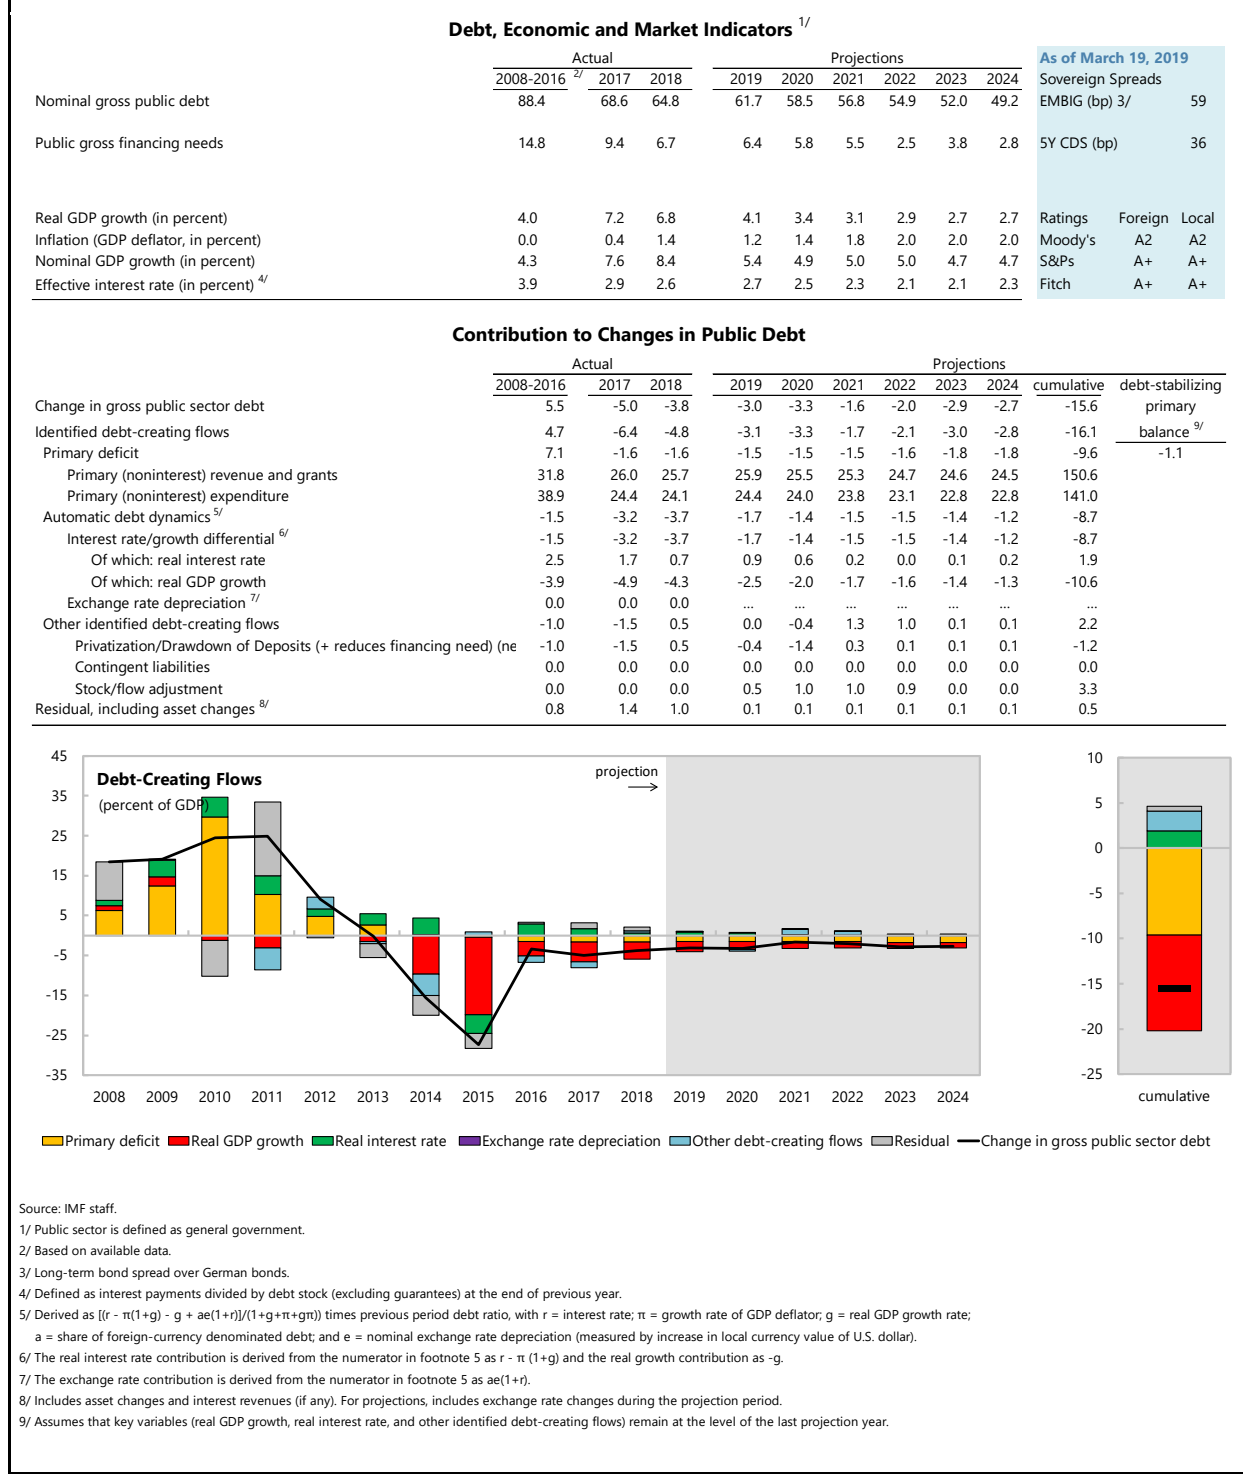 Debt, Economic and Market Indicators 1/
Actual Projections As of March 19, 2019
2008-2016 2/ 2017 2018 2019 2020 2021 2022 2023 2024 Sovereign Spreads
Nominal gross public debt 88.4 68.6 64.8 61.7 58.5 56.8 54.9 52.0 49.2 EMBIG (bp) 3/ 59
Public gross financing needs 14.8 9.4 6.7 6.4 5.8 5.5 2.5 3.8 2.8 5Y CDS (bp) 36
Real GDP growth (in percent) 4.0 7.2 6.8 4.1 3.4 3.1 2.9 2.7 2.7 Ratings Foreign Local
Inflation (GDP deflator, in percent) 0.0 0.4 1.4 1.2 1.4 1.8 2.0 2.0 2.0 Moody's A2 A2
Nominal GDP growth (in percent) 4.3 7.6 8.4 5.4 4.9 5.0 5.0 4.7 4.7 S&Ps A+ A+
Effective interest rate (in percent) 4/ 3.9 2.9 2.6 2.7 2.5 2.3 2.1 2.1 2.3 Fitch A+ A+
Contribution to Changes in Public Debt
Actual Projections
2008-2016 2017 2018 2019 2020 2021 2022 2023 2024 cumulative debt-stabilizing
Change in gross public sector debt 5.5 -5.0 -3.8 -3.0 -3.3 -1.6 -2.0 -2.9 -2.7 -15.6 primary
Identified debt-creating flows 4.7 -6.4 -4.8 -3.1 -3.3 -1.7 -2.1 -3.0 -2.8 -16.1 balance 9/
Primary deficit 7.1 -1.6 -1.6 -1.5 -1.5 -1.5 -1.6 -1.8 -1.8 -9.6 -1.1
Primary (noninterest) revenue and grants 31.8 26.0 25.7 25.9 25.5 25.3 24.7 24.6 24.5 150.6
Primary (noninterest) expenditure 38.9 24.4 24.1 24.4 24.0 23.8 23.1 22.8 22.8 141.0
Automatic debt dynamics 5/ -1.5 -3.2 -3.7 -1.7 -1.4 -1.5 -1.5 -1.4 -1.2 -8.7
Interest rate/growth differential 6/ -1.5 -3.2 -3.7 -1.7 -1.4 -1.5 -1.5 -1.4 -1.2 -8.7
Of which: real interest rate 2.5 1.7 0.7 0.9 0.6 0.2 0.0 0.1 0.2 1.9
Of which: real GDP growth -3.9 -4.9 -4.3 -2.5 -2.0 -1.7 -1.6 -1.4 -1.3 -10.6
Exchange rate depreciation 7/ 0.0 0.0 0.0 ... ... ... ... ... ... ...
Other identified debt-creating flows -1.0 -1.5 0.5 0.0 -0.4 1.3 1.0 0.1 0.1 2.2
Privatization/Drawdown of Deposits (+ reduces financing need) (ne -1.0 -1.5 0.5 -0.4 -1.4 0.3 0.1 0.1 0.1 -1.2
Contingent liabilities 0.0 0.0 0.0 0.0 0.0 0.0 0.0 0.0 0.0 0.0
Stock/flow adjustment 0.0 0.0 0.0 0.5 1.0 1.0 0.9 0.0 0.0 3.3
Residual, including asset changes 8/ 0.8 1.4 1.0 0.1 0.1 0.1 0.1 0.1 0.1 0.5
Debt-Creating Flows
(percent of GDP)
projection
45
35
25
15
5
-5
-15
-25
-35
2008 2009 2010 2011 2012 2013 2014 2015 2016 2017 2018 2019 2020 2021 2022 2023 2024
10
5
0
-5
-10
-15
-20
-25
cumulative
Primary deficit Real GDP growth Real interest rate Exchange rate depreciation Other debt-creating flows Residual Change in gross public sector debt
Source: IMF staff.
1/ Public sector is defined as general government.
2/ Based on available data.
3/ Long-term bond spread over German bonds.
4/ Defined as interest payments divided by debt stock (excluding guarantees) at the end of previous year.
5/ Derived as [(r - π(1+g) - g + ae(1+r)]/(1+g+π+gπ)) times previous period debt ratio, with r = interest rate; π = growth rate of GDP deflator; g = real GDP growth rate;
a = share of foreign-currency denominated debt; and e = nominal exchange rate depreciation (measured by increase in local currency value of U.S. dollar).
6/ The real interest rate contribution is derived from the numerator in footnote 5 as r - π (1+g) and the real growth contribution as -g.
7/ The exchange rate contribution is derived from the numerator in footnote 5 as ae(1+r).
8/ Includes asset changes and interest revenues (if any). For projections, includes exchange rate changes during the projection period.
9/ Assumes that key variables (real GDP growth, real interest rate, and other identified debt-creating flows) remain at the level of the last projection year.